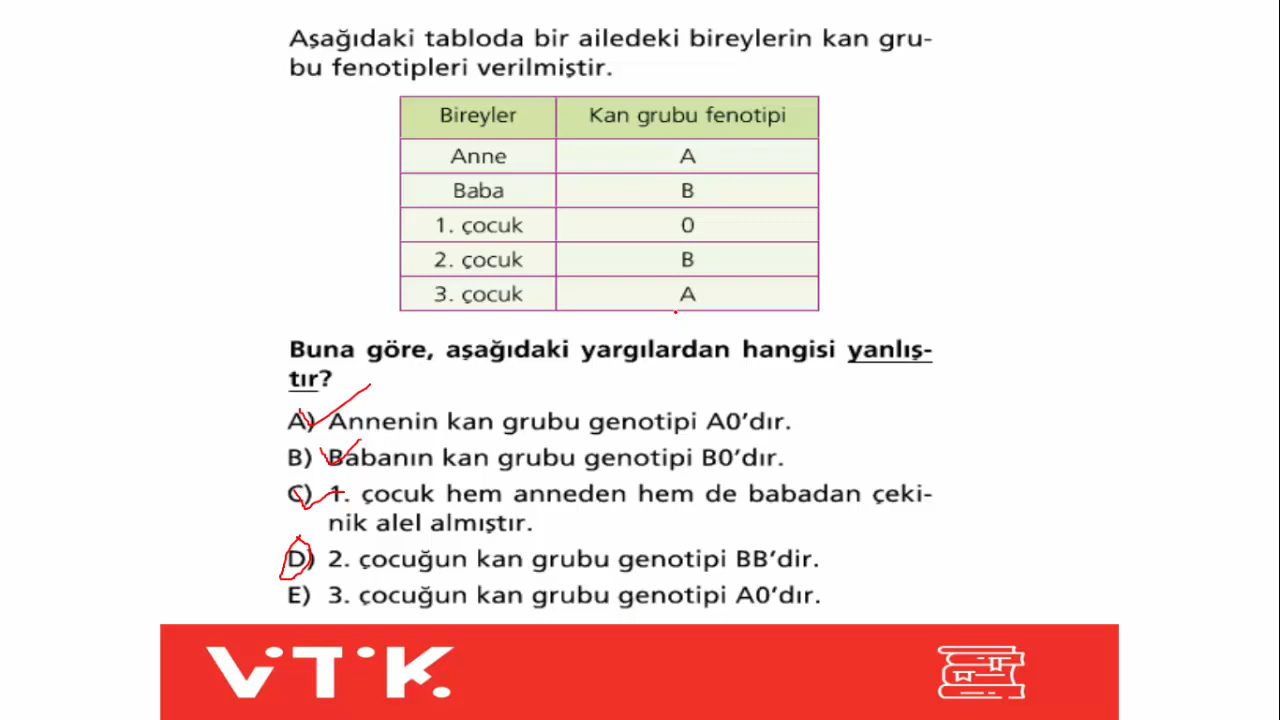 Aşağıdaki tabloda bir ailedeki bireylerin kan gru-
bu fenotipleri verilmiştir.
Bireyler Kan grubu fenotipi
Anne A
Baba B
1. çocuk 0
2. çocuk B
3. çocuk A
Buna göre, aşağıdaki yargılardan hangisi yanlış-
tır?
A) Annenin kan grubu genotipi A0’dır.
B) Babanın kan grubu genotipi B0’dır.
C) 1. çocuk hem anneden hem de babadan çeki-
nik alel almıştır.
D) 2. çocuğun kan grubu genotipi BB’dir.
E) 3. çocuğun kan grubu genotipi A0’dır.
VİTİK